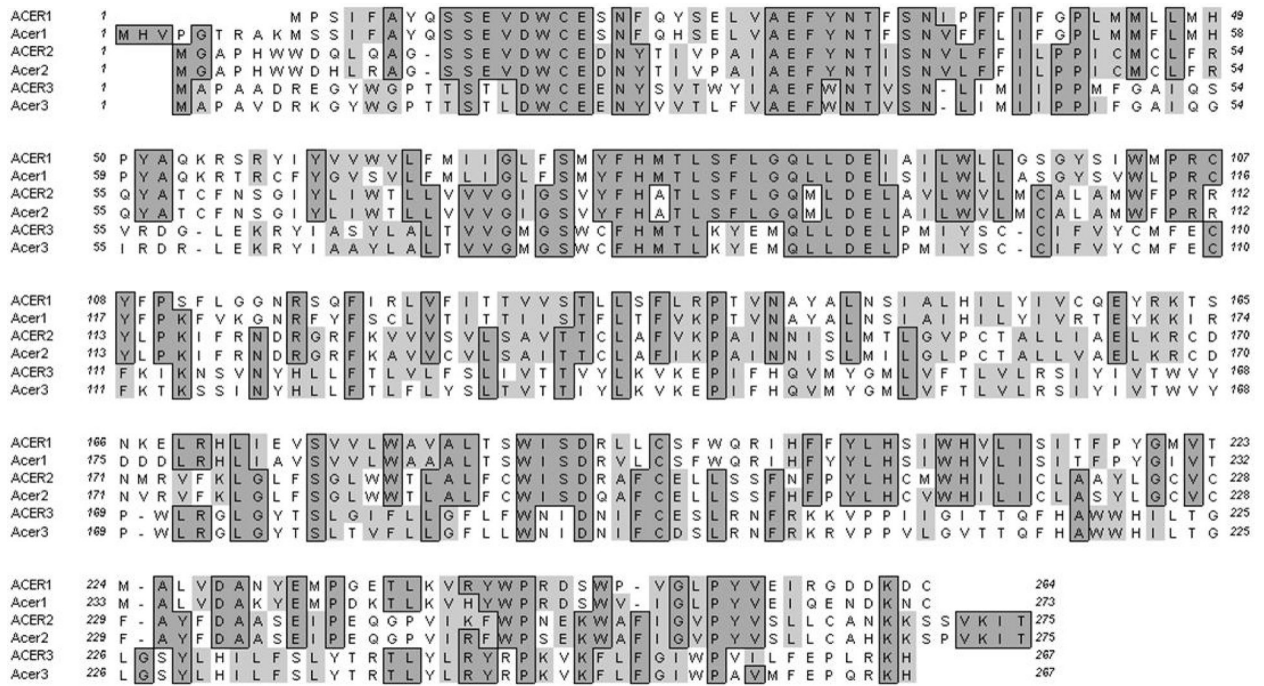 ACER1 1 M P S I F A Y Q S S E V D W C E S N F Q Y S E L V A E F Y N T F S N I P F F I F G P L M M L L M H 49
Acer1 1 M H V P G T R A K M S S I F A Y Q S S E V D W C E S N F Q H S E L V A E F Y N T F S N V F F L I F G P L M M F L M H 58
ACER2 1 M G A P H W W D Q L Q A G - S S E V D W C E D N Y T I V P A I A E F Y N T I S N V L F F I L P P I C M C L F R 54
Acer2 1 M G A P H W W D H L R A G - S S E V D W C E D N Y T I V P A I A E F Y N T I S N V L F F I L P P I C M C L F R 54
ACER3 1 M A P A A D R E G Y W G P T T S T L D W C E E N Y S V T W Y I A E F W N T V S N - L I M I I P P M F G A I Q S 54
Acer3 1 M A P A V D R K G Y W G P T T S T L D W C E E N Y V V T L F V A E F W N T V S N - L I M I I P P I F G A I Q G 54
ACER1 50 P Y A Q K R S R Y I Y V V W V L F M I I G L F S M Y F H M T L S F L G Q L L D E I A I L W L L G S G Y S I W M P R C 107
Acer1 59 P Y A Q K R T R C F Y G V S V L F M L I G L F S M Y F H M T L S F L G Q L L D E I S I L W L L A S G Y S V W L P R C 116
ACER2 55 Q Y A T C F N S G I Y L I W T L L V V V G I G S V Y F H A T L S F L G Q M L D E L A V L W V L M C A L A M W F P R R 112
Acer2 55 Q Y A T C F N S G I Y L I W T L L V V V G I G S V Y F H A T L S F L G Q M L D E L A I L W V L M C A L A M W F P R R 112
ACER3 55 V R D G - L E K R Y I A S Y L A L T V V G M G S W C F H M T L K Y E M Q L L D E L P M I Y S C - C I F V Y C M F E C 110
Acer3 55 I R D R - L E K R Y I A A Y L A L T V V G M G S W C F H M T L K Y E M Q L L D E L P M I Y S C - C I F V Y C M F E C 110
ACER1 108 Y F P S F L G G N R S Q F I R L V F I T T V V S T L L S F L R P T V N A Y A L N S I A L H I L Y I V C Q E Y R K T S 165
Acer1 117 Y F P K F V K G N R F Y F S C L V T I T T I I S T F L T F V K P T V N A Y A L N S I A I H I L Y I V R T E Y K K I R 174
ACER2 113 Y L P K I F R N D R G R F K V V V S V L S A V T T C L A F V K P A I N N I S L M T L G V P C T A L L I A E L K R C D 170
Acer2 113 Y L P K I F R N D R G R F K A V V C V L S A I T T C L A F I K P A I N N I S L M I L G L P C T A L L V A E L K R C D 170
ACER3 111 F K I K N S V N Y H L L F T L V L F S L I V T T V Y L K V K E P I F H Q V M Y G M L V F T L V L R S I Y I V T W V Y 168
Acer3 111 F K T K S S I N Y H L L F T L F L Y S L T V T T I Y L K V K E P I F H Q V M Y G M L V F T L V L R S I Y I V T W V Y 168
ACER1 166 N K E L R H L I E V S V V L W A V A L T S W I S D R L L C S F W Q R I H F F Y L H S I W H V L I S I T F P Y G M V T 223
Acer1 175 D D D L R H L I A V S V V L W A A A L T S W I S D R V L C S F W Q R I H F Y Y L H S I W H V L I S I T F P Y G I V T 232
ACER2 171 N M R V F K L G L F S G L W W T L A L F C W I S D R A F C E L L S S F N F P Y L H C M W H I L I C L A A Y L G C V C 228
Acer2 171 N V R V F K L G L F S G L W W T L A L F C W I S D Q A F C E L L S S F H F P Y L H C V W H I L I C L A S Y L G C V C 228
ACER3 169 P - W L R G L G Y T S L G I F L L G F L F W N I D N I F C E S L R N F R K K V P P I I G I T T Q F H A W W H I L T G 225
Acer3 169 P - W L R G L G Y T S L T V F L L G F L L W N I D N I F C D S L R N F R K R V P P V L G V T T Q F H A W W H I L T G 225
ACER1 224 M - A L V D A N Y E M P G E T L K V R Y W P R D S W P - V G L P Y V E I R G D D K D C 264
Acer1 233 M - A L V D A K Y E M P D K T L K V H Y W P R D S W V - I G L P Y V E I Q E N D K N C 273
ACER2 229 F - A Y F D A A S E I P E Q G P V I K F W P N E K W A F I G V P Y V S L L C A N K K S S V K I T 275
Acer2 229 F - A Y F D A A S E I P E Q G P V I R F W P S E K W A F I G V P Y V S L L C A H K K S P V K I T 275
ACER3 226 L G S Y L H I L F S L Y T R T L Y L R Y R P K V K F L F G I W P V I L F E P L R K H 267
Acer3 226 L G S Y L H I L F S L Y T R T L Y L R Y R P K V K F L F G I W P A V M F E P Q R K H 267